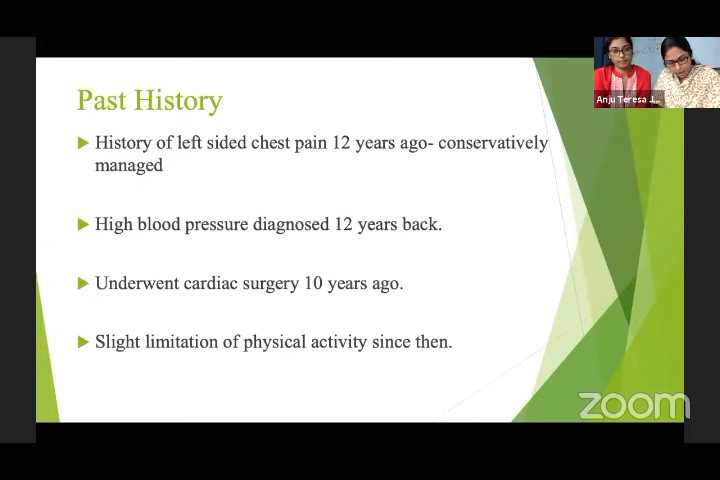 Past History
History of left sided chest pain 12 years ago- conservatively
managed
High blood pressure diagnosed 12 years back.
Underwent cardiac surgery 10 years ago.
Slight limitation of physical activity since then.
Anju Teresa J...
zoom